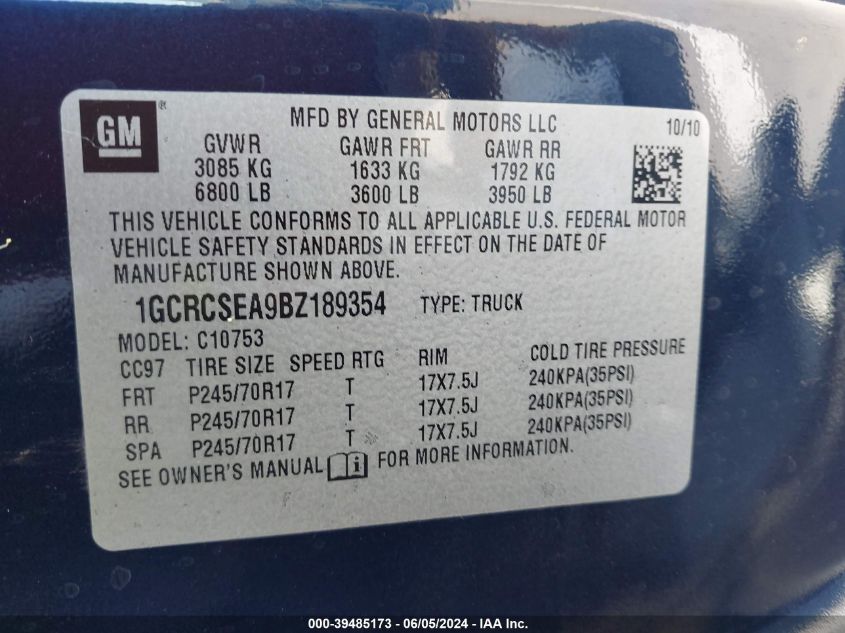 GM ®
MFD BY GENERAL MOTORS LLC 10/10
GVWR GAWR FRT GAWR RR
3085 KG 1633 KG 1792 KG
6800 LB 3600 LB 3950 LB
THIS VEHICLE CONFORMS TO ALL APPLICABLE U.S. FEDERAL MOTOR
VEHICLE SAFETY STANDARDS IN EFFECT ON THE DATE OF
MANUFACTURE SHOWN ABOVE.
1GCRCSEA9BZ189354 TYPE: TRUCK
MODEL: C10753
CC97 TIRE SIZE SPEED RTG RIM COLD TIRE PRESSURE
FRT P245/70R17 T 17X7.5J 240KPA(35PSI)
RR P245/70R17 T 17X7.5J 240KPA(35PSI)
SPA P245/70R17 T 17X7.5J 240KPA(35PSI)
SEE OWNER'S MANUAL i FOR MORE INFORMATION.
000-39485173 - 06/05/2024 - IAA Inc.